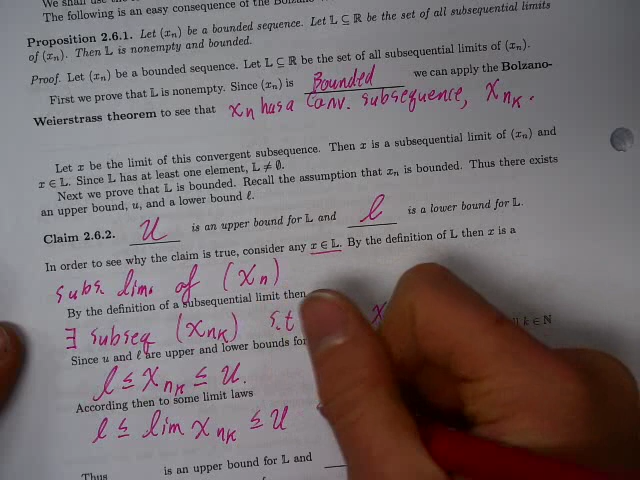 The following is an easy consequence of the
Proposition 2.6.1. Let (xₙ) be a bounded sequence. Let 𝕃 ⊆ ℝ be the set of all subsequential limits
of (xₙ). Then 𝕃 is nonempty and bounded.
Proof. Let (xₙ) be a bounded sequence. Let 𝕃 ⊆ ℝ be the set of all subsequential limits of (xₙ).
First we prove that 𝕃 is nonempty. Since (xₙ) is Bounded we can apply the Bolzano-
Weierstrass theorem to see that xₙ has a Conv. subsequence, xₙₖ.
Let x be the limit of this convergent subsequence. Then x is a subsequential limit of (xₙ) and
x ∈ 𝕃. Since 𝕃 has at least one element, 𝕃 ≠ ∅.
Next we prove that 𝕃 is bounded. Recall the assumption that xₙ is bounded. Thus there exists
an upper bound, u, and a lower bound ℓ.
Claim 2.6.2. u is an upper bound for 𝕃 and ℓ is a lower bound for 𝕃.
In order to see why the claim is true, consider any x ∈ 𝕃. By the definition of 𝕃 then x is a
subs. lim. of (xₙ)
By the definition of a subsequential limit then
∃ subseq (xₙₖ) s.t x
Since u and ℓ are upper and lower bounds for k ∈ ℕ
ℓ ≤ xₙₖ ≤ u.
According then to some limit laws
ℓ ≤ lim xₙₖ ≤ u
Thus is an upper bound for 𝕃 and